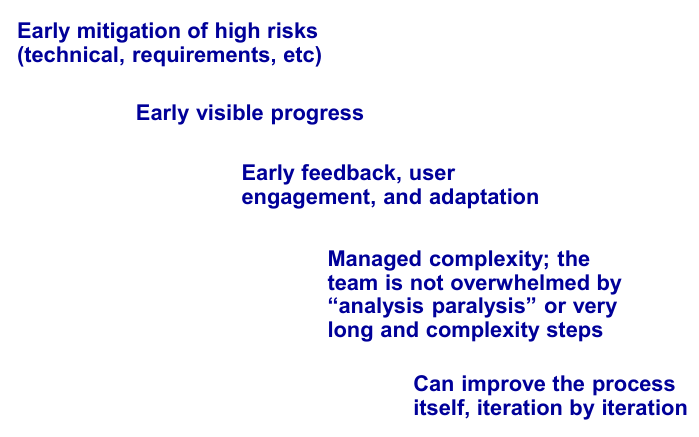 Early mitigation of high risks
(technical, requirements, etc)
Early visible progress
Early feedback, user
engagement, and adaptation
Managed complexity; the
team is not overwhelmed by
“analysis paralysis” or very
long and complexity steps
Can improve the process
itself, iteration by iteration